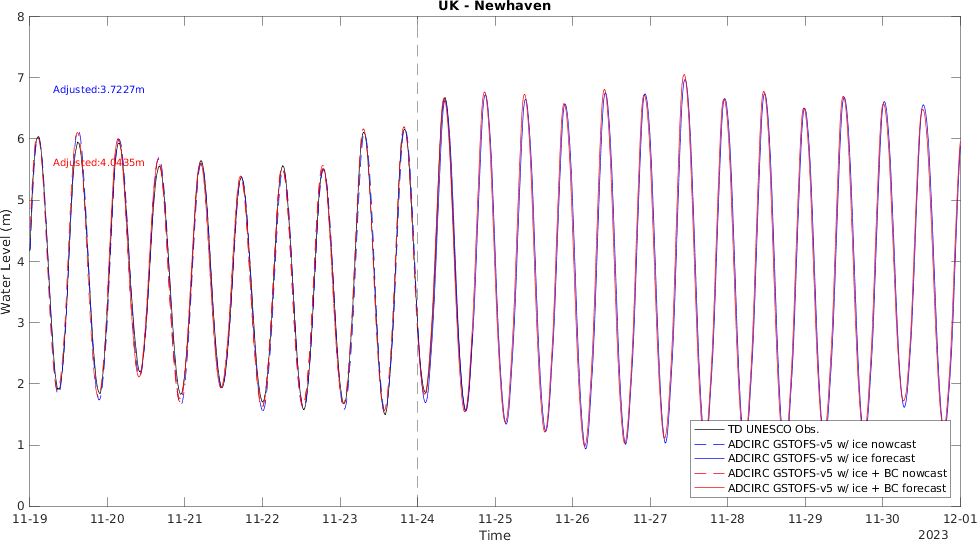 UK - Newhaven
8
7
6
5
4
3
2
1
0
Water Level (m)
Adjusted:3.7227m
Adjusted:4.0435m
TD UNESCO Obs.
ADCIRC GSTOFS-v5 w/ ice nowcast
ADCIRC GSTOFS-v5 w/ ice forecast
ADCIRC GSTOFS-v5 w/ ice + BC nowcast
ADCIRC GSTOFS-v5 w/ ice + BC forecast
11-19 11-20 11-21 11-22 11-23 11-24 11-25 11-26 11-27 11-28 11-29 11-30 12-01
Time
2023